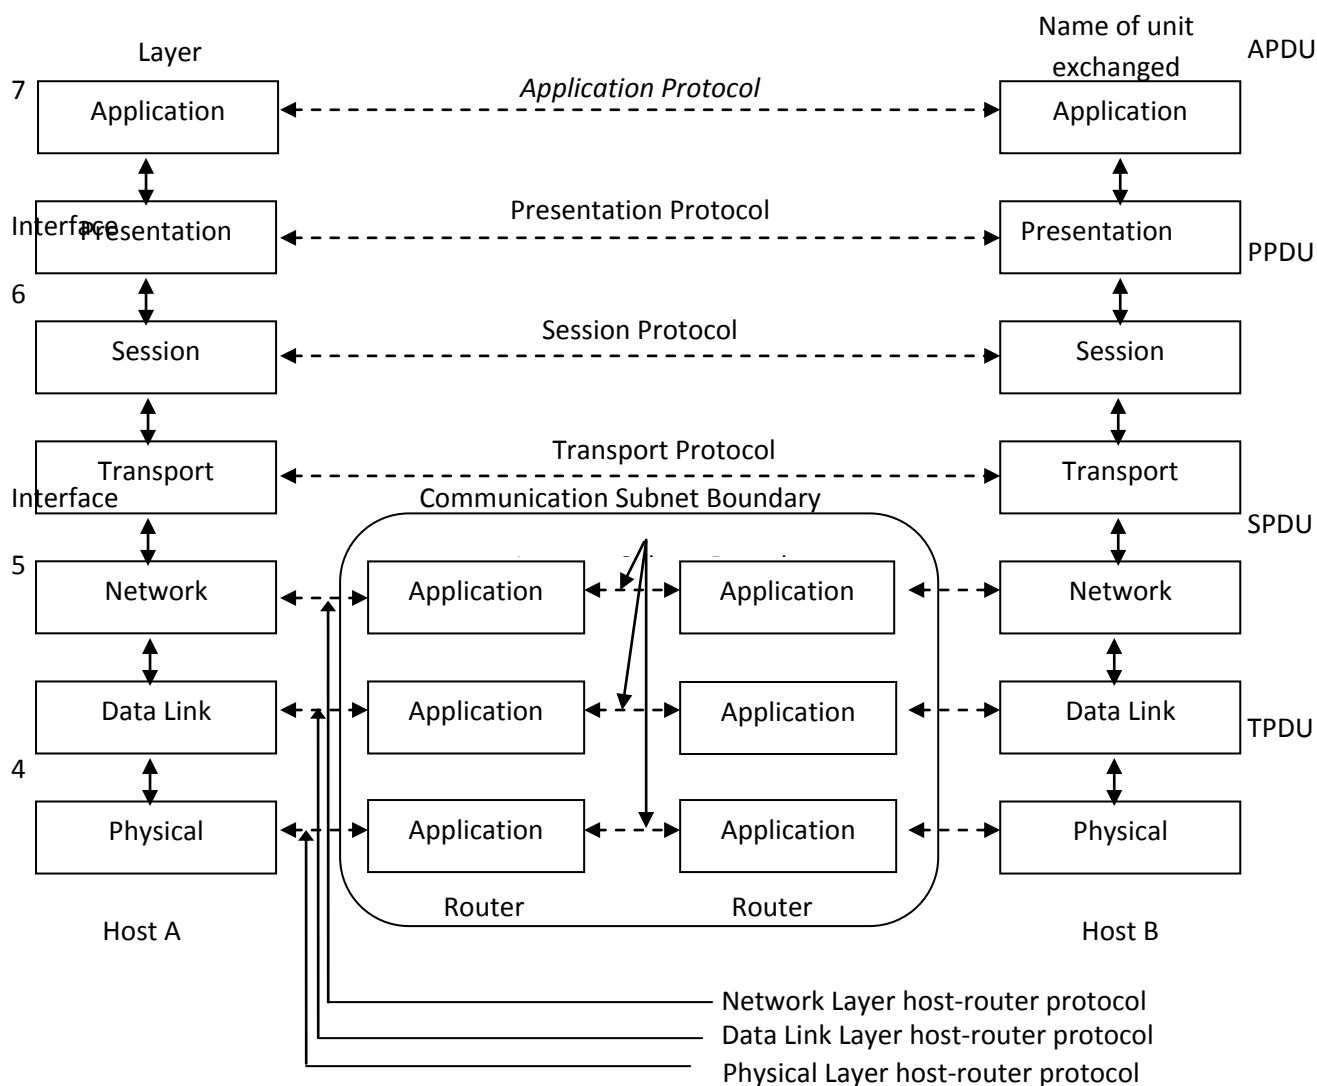 Name of unit
exchanged
APDU
Layer
7
Application
Application Protocol
Application
Interface
Presentation
Presentation Protocol
Presentation
PPDU
6
Session
Session Protocol
Session
Transport
Transport Protocol
Transport
Interface
Communication Subnet Boundary
SPDU
5
Network
Application
Application
Network
Data Link
Application
Application
Data Link
TPDU
4
Physical
Application
Application
Physical
Router
Router
Host A
Host B
Network Layer host-router protocol
Data Link Layer host-router protocol
Physical Layer host-router protocol